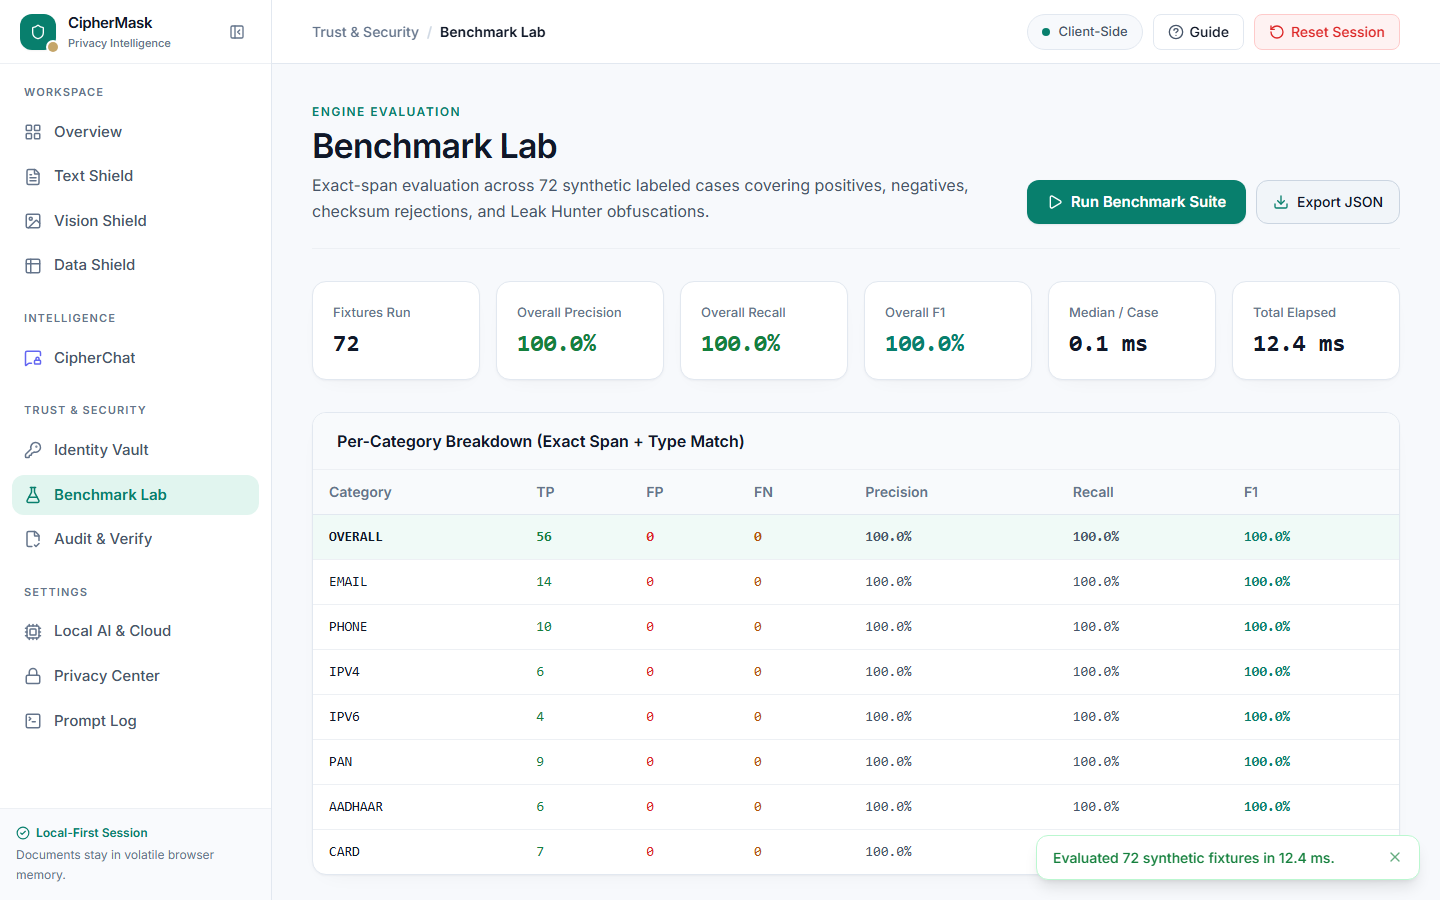 CipherMask
Privacy Intelligence
WORKSPACE
Overview
Text Shield
Vision Shield
Data Shield
INTELLIGENCE
CipherChat
TRUST & SECURITY
Identity Vault
Benchmark Lab
Audit & Verify
SETTINGS
Local AI & Cloud
Privacy Center
Prompt Log
Local-First Session
Documents stay in volatile browser
memory.
Trust & Security / Benchmark Lab
Client-Side
Guide
Reset Session
ENGINE EVALUATION
Benchmark Lab
Exact-span evaluation across 72 synthetic labeled cases covering positives, negatives,
checksum rejections, and Leak Hunter obfuscations.
Run Benchmark Suite
Export JSON
Fixtures Run
72
Overall Precision
100.0%
Overall Recall
100.0%
Overall F1
100.0%
Median / Case
0.1 ms
Total Elapsed
12.4 ms
Per-Category Breakdown (Exact Span + Type Match)
Category TP FP FN Precision Recall F1
OVERALL 56 0 0 100.0% 100.0% 100.0%
EMAIL 14 0 0 100.0% 100.0% 100.0%
PHONE 10 0 0 100.0% 100.0% 100.0%
IPV4 6 0 0 100.0% 100.0% 100.0%
IPV6 4 0 0 100.0% 100.0% 100.0%
PAN 9 0 0 100.0% 100.0% 100.0%
AADHAAR 6 0 0 100.0% 100.0% 100.0%
CARD 7 0 0 100.0%
Evaluated 72 synthetic fixtures in 12.4 ms.